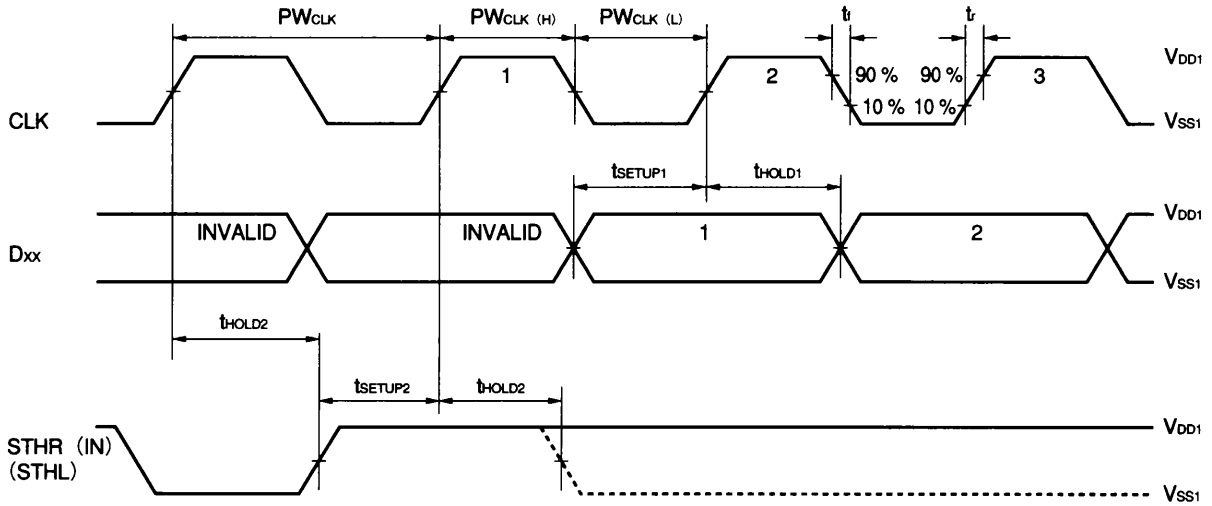 PWCLK PWCLK (H) PWCLK (L) tf tr
VDD1
1 2 90 % 90 % 3
10 % 10 %
CLK
VSS1
tSETUP1 tHOLD1
VDD1
INVALID INVALID 1 2
Dxx
VSS1
tHOLD2
tSETUP2 tHOLD2
VDD1
STHR (IN)
(STHL)
VSS1